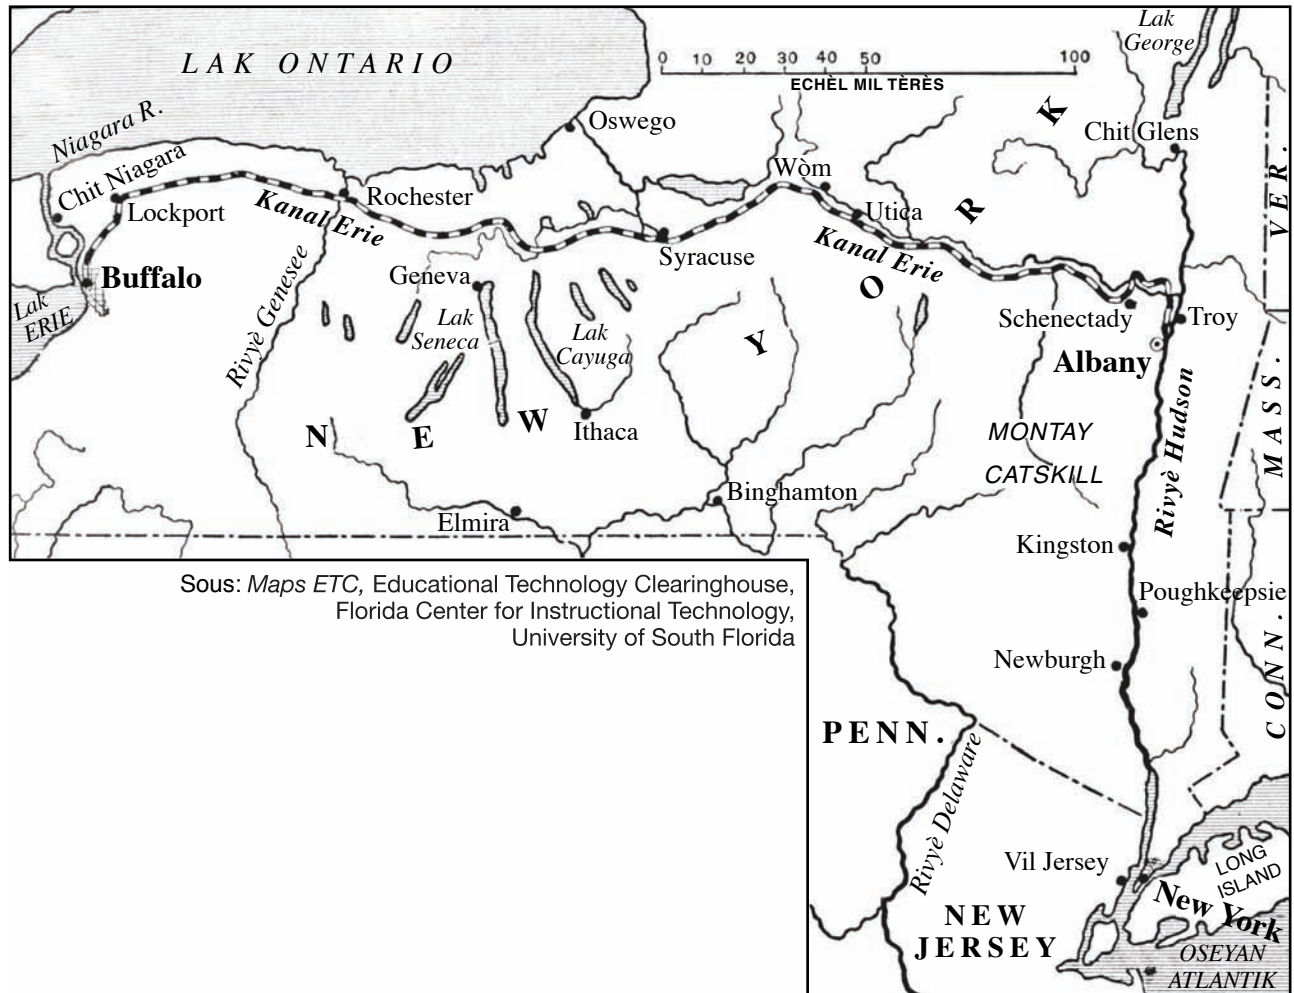 LAK ONTARIO
0 10 20 30 40 50 100
ECHÈL MIL TÈRÈS
Lak
George
Niagara R.
Chit Niagara
Lockport
Kanal Erie
Rochester
Oswego
Wòm
Utica
Chit Glens
Buffalo
Lak
ERIE
Rivyè Genesee
Geneva
Lak
Seneca
Lak
Cayuga
Syracuse
Kanal Erie
Schenectady
Troy
Albany
Ithaca
NEW YORK
VER.
MASS.
CONN.
MONTAY
CATSKILL
Rivyè Hudson
Elmira
Binghamton
Kingston
Poughkeepsie
Newburgh
Sous: Maps ETC, Educational Technology Clearinghouse,
Florida Center for Instructional Technology,
University of South Florida
PENN.
Rivyè Delaware
Vil Jersey
NEW
JERSEY
New York
LONG
ISLAND
OSEYAN
ATLANTIK